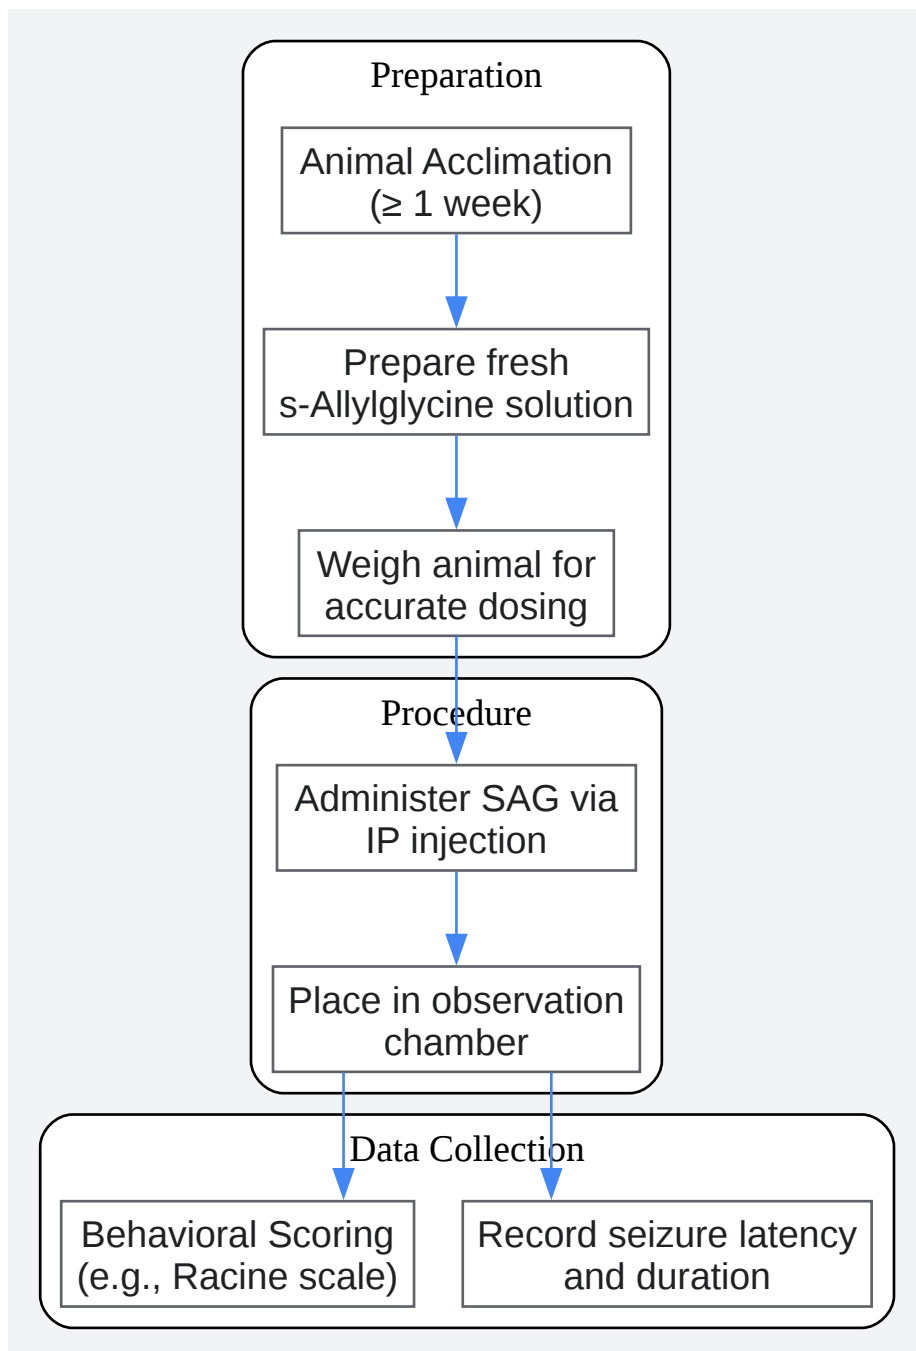 Preparation
Animal Acclimation
(≥ 1 week)
Prepare fresh
s-Allylglycine solution
Weigh animal for
accurate dosing
Procedure
Administer SAG via
IP injection
Place in observation
chamber
Data Collection
Behavioral Scoring
(e.g., Racine scale)
Record seizure latency
and duration